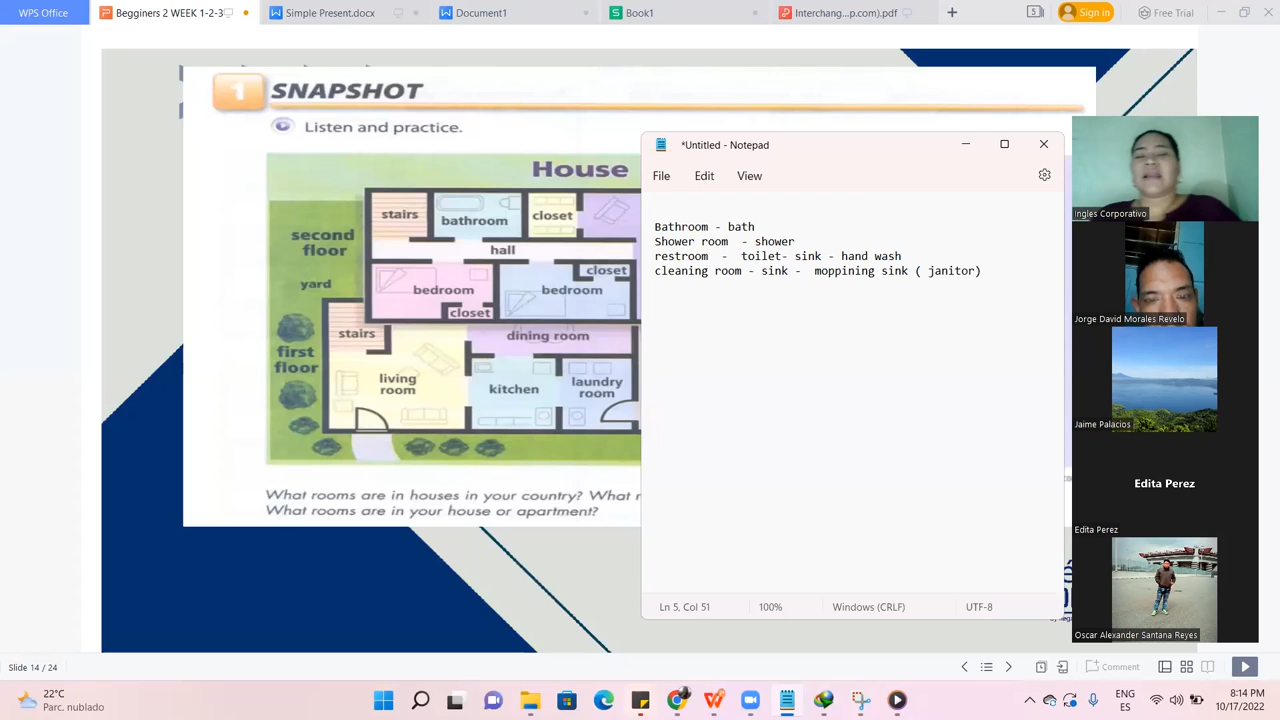 WPS Office
Begginers 2 WEEK 1-2-3
Simple Present.docx
Document1
Book1
Interchang...p.com).pdf
Sign in
Free Trial
1 SNAPSHOT
Listen and practice.
House
second floor
yard
first floor
stairs
bathroom
closet
hall
closet
bedroom
bedroom
closet
stairs
dining room
living room
kitchen
laundry room
What rooms are in houses in your country? What r
What rooms are in your house or apartment?
*Untitled - Notepad
File Edit View
Bathroom - bath
Shower room - shower
restroom - toilet- sink - hand wash
cleaning room - sink - moppining sink ( janitor)
Ln 5, Col 51
100%
Windows (CRLF)
UTF-8
Ingles Corporativo
Jorge David Morales Revelo
Jaime Palacios
Edita Perez
Edita Perez
Oscar Alexander Santana Reyes
Slide 14 / 24
Comment
22°C
Parc. nublado
ENG
ES
8:14 PM
10/17/2022